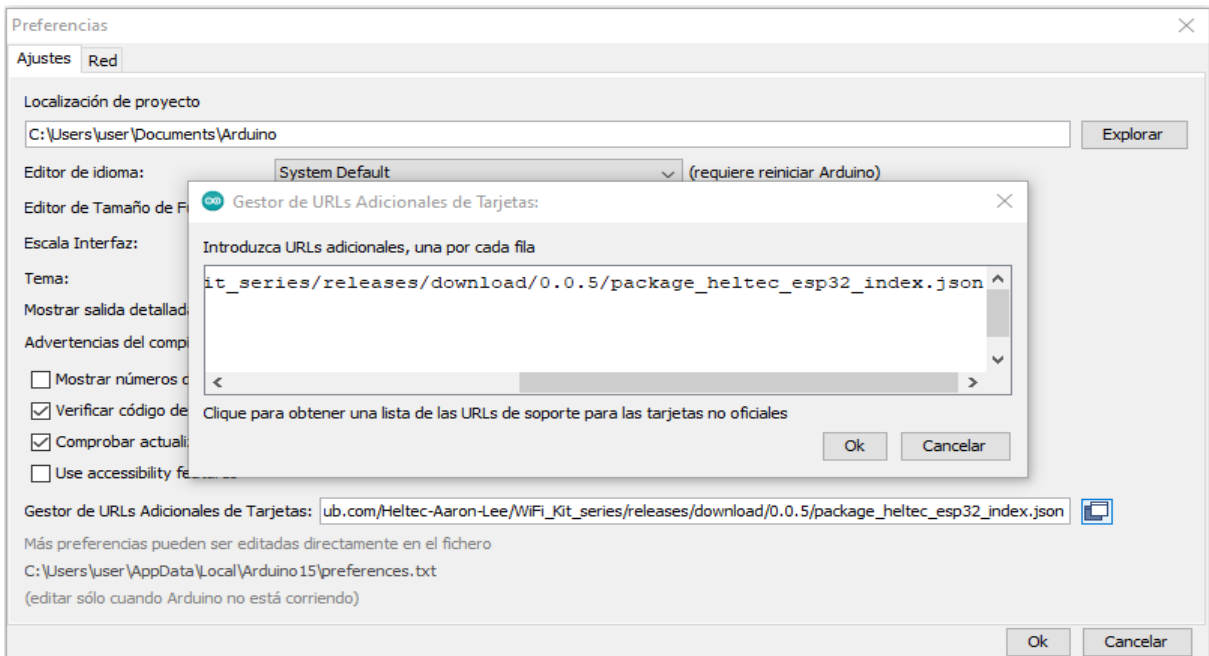 Preferencias
Ajustes Red
Localización de proyecto
C:\Users\user\Documents\Arduino Explorar
Editor de idioma: System Default (requiere reiniciar Arduino)
Editor de Tamaño de F
Gestor de URLs Adicionales de Tarjetas:
Escala Interfaz:
Introduzca URLs adicionales, una por cada fila
Tema:
it_series/releases/download/0.0.5/package_heltec_esp32_index.json
Mostrar salida detallad
Advertencias del compi
Mostrar números d
Verificar código de
Clique para obtener una lista de las URLs de soporte para las tarjetas no oficiales
Comprobar actuali
Ok Cancelar
Use accessibility
Gestor de URLs Adicionales de Tarjetas: ub.com/Heltec-Aaron-Lee/WiFi_Kit_series/releases/download/0.0.5/package_heltec_esp32_index.json
Más preferencias pueden ser editadas directamente en el fichero
C:\Users\user\AppData\Local\Arduino15\preferences.txt
(editar sólo cuando Arduino no está corriendo)
Ok Cancelar